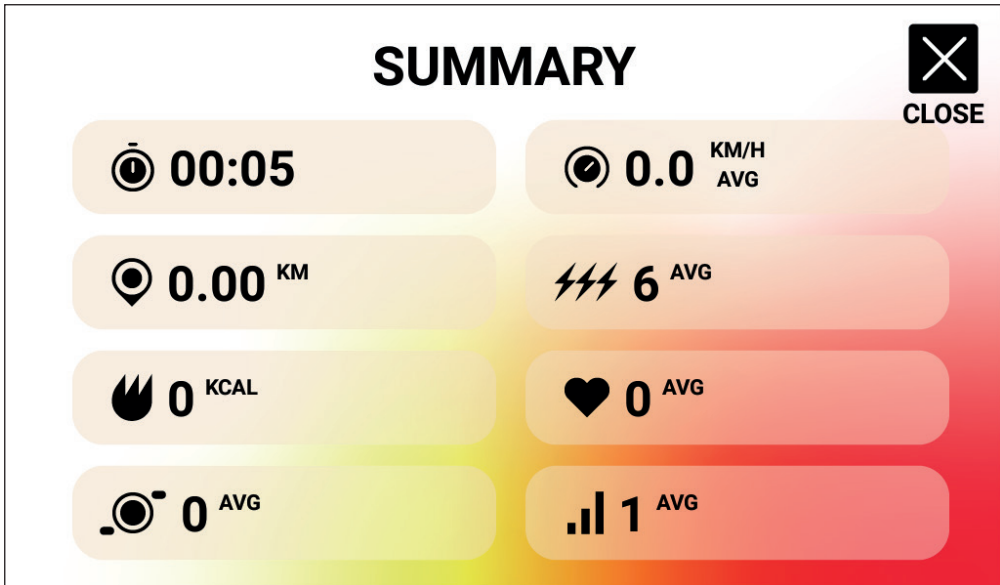 SUMMARY
CLOSE
00:05
0.0 KM/H
AVG
0.00 KM
6 AVG
0 KCAL
0 AVG
0 AVG
1 AVG